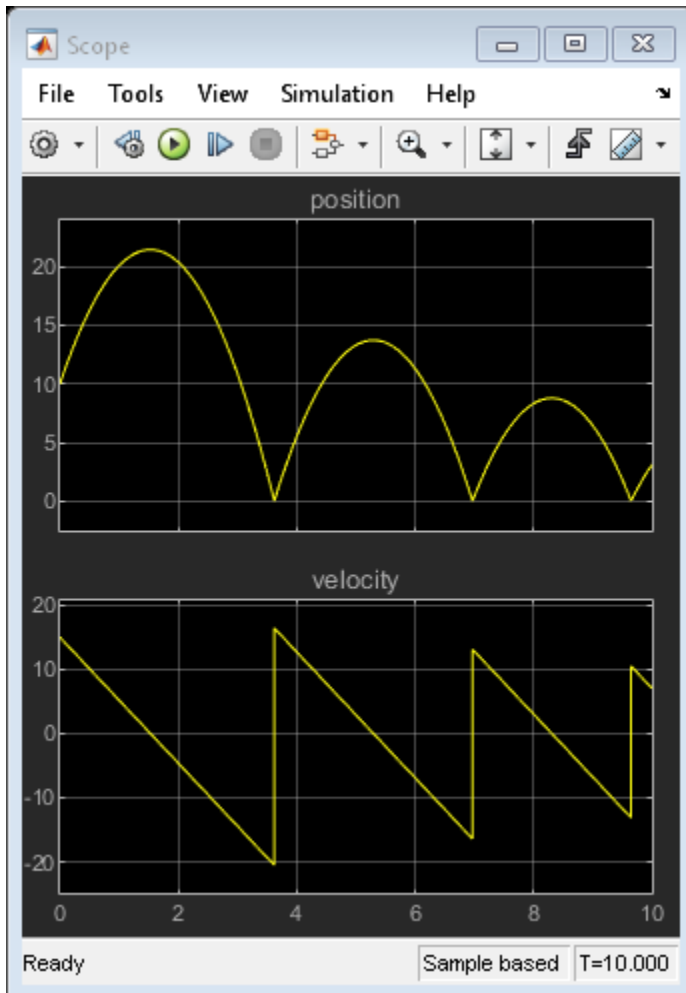 Scope
File Tools View Simulation Help
position
20
15
10
5
0
velocity
20
10
0
-10
-20
0 2 4 6 8 10
Ready Sample based T=10.000